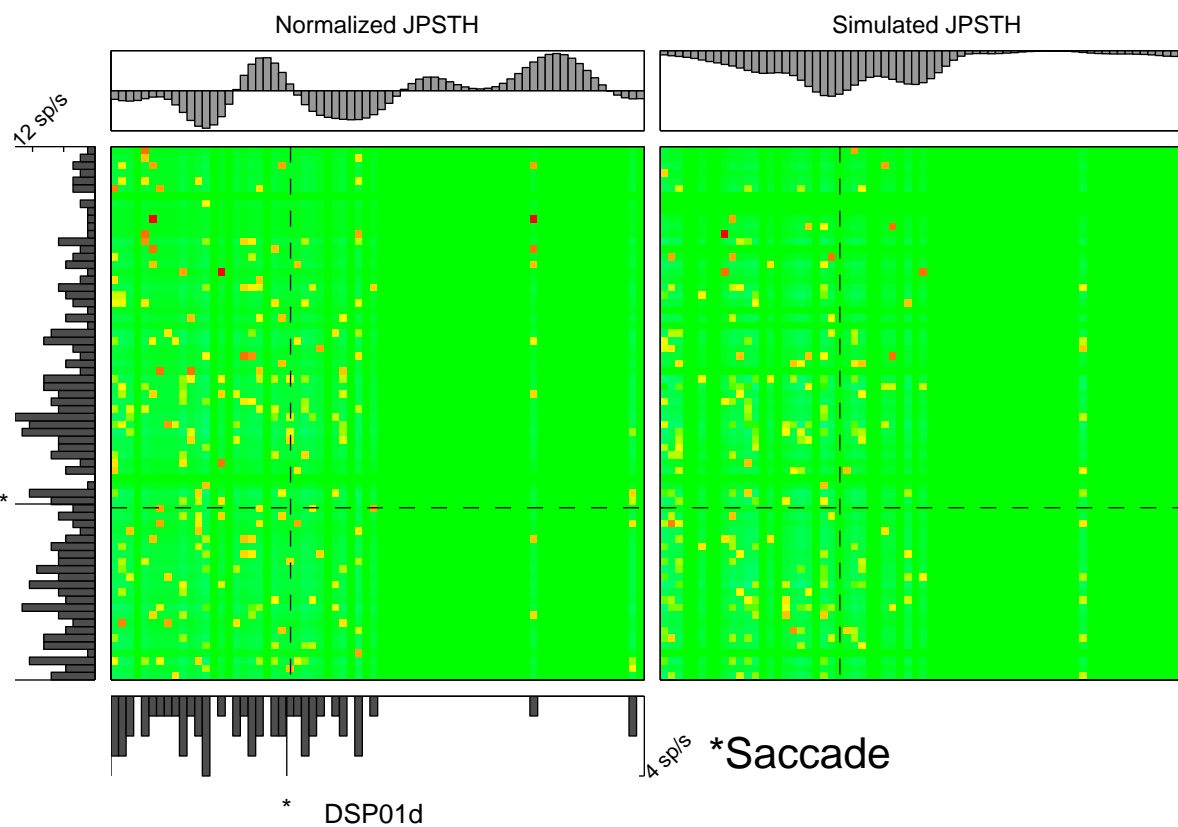 Normalized JPSTH
Simulated JPSTH
12 sp/s
*
4 sp/s
*Saccade
*
DSP01d